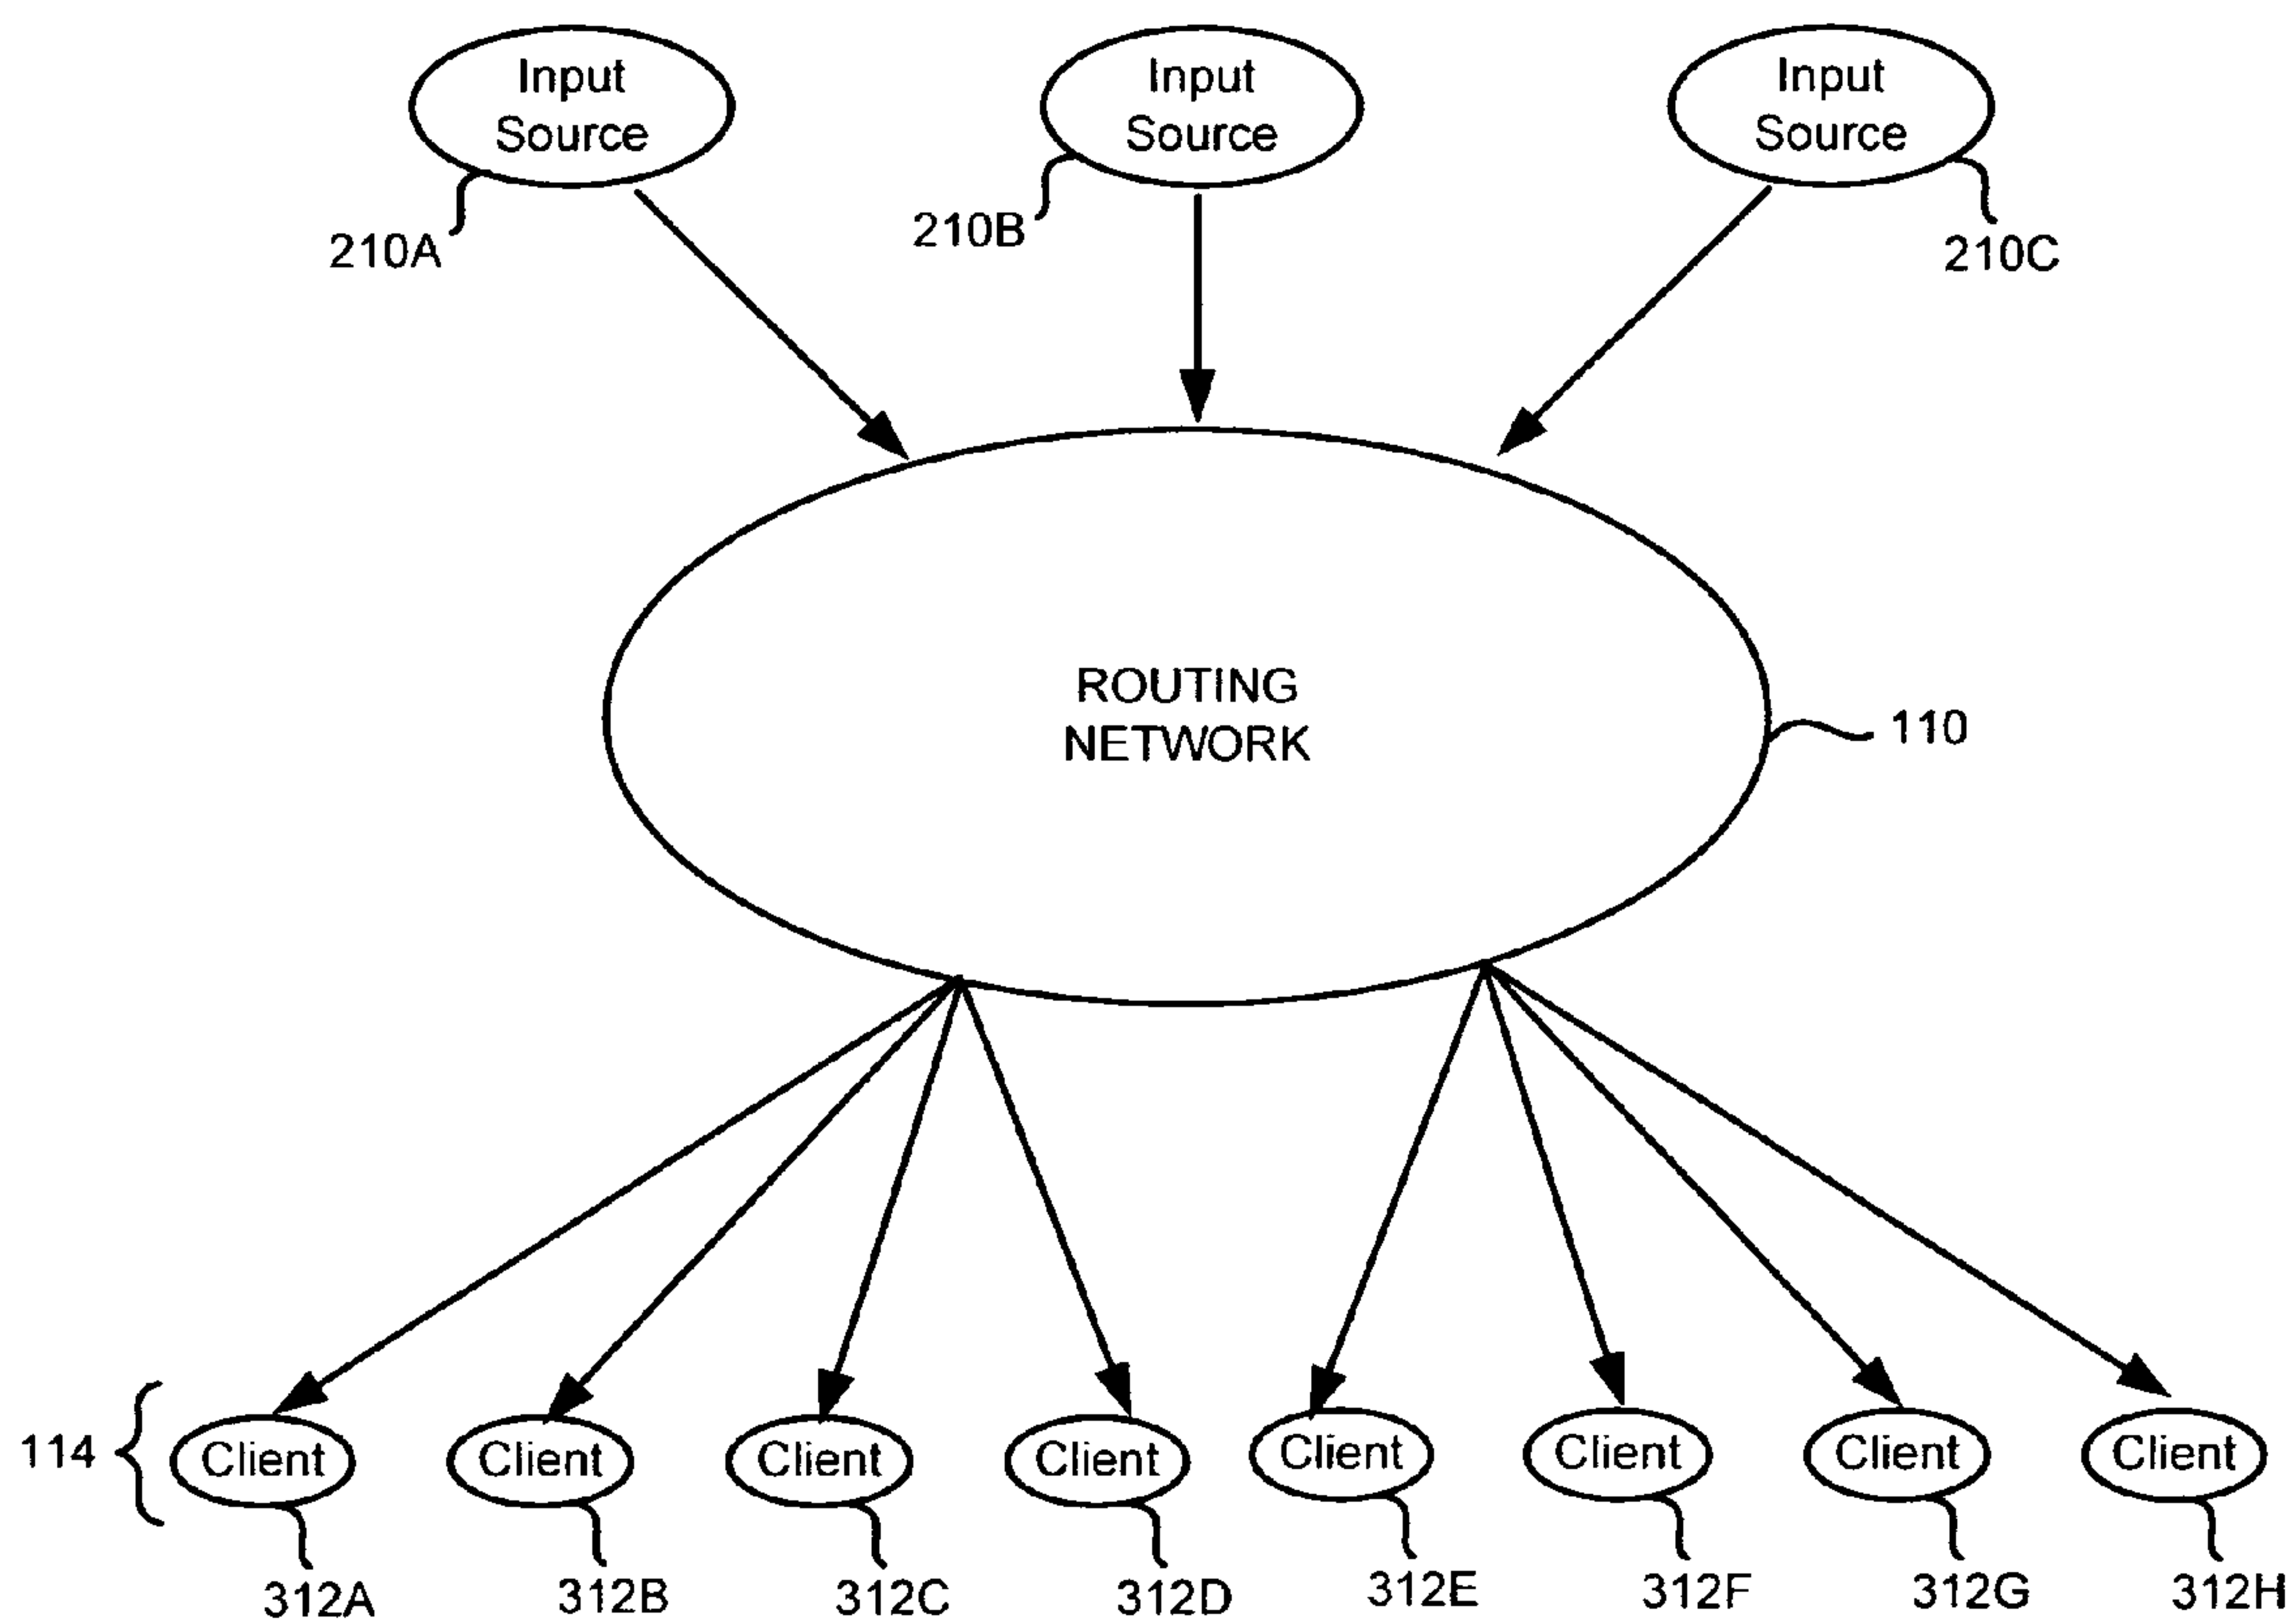 Input
Source
Input
Source
Input
Source
210A
210B
210C
ROUTING
NETWORK
110
114
Client
Client
Client
Client
Client
Client
Client
Client
312A
312B
312C
312D
312E
312F
312G
312H